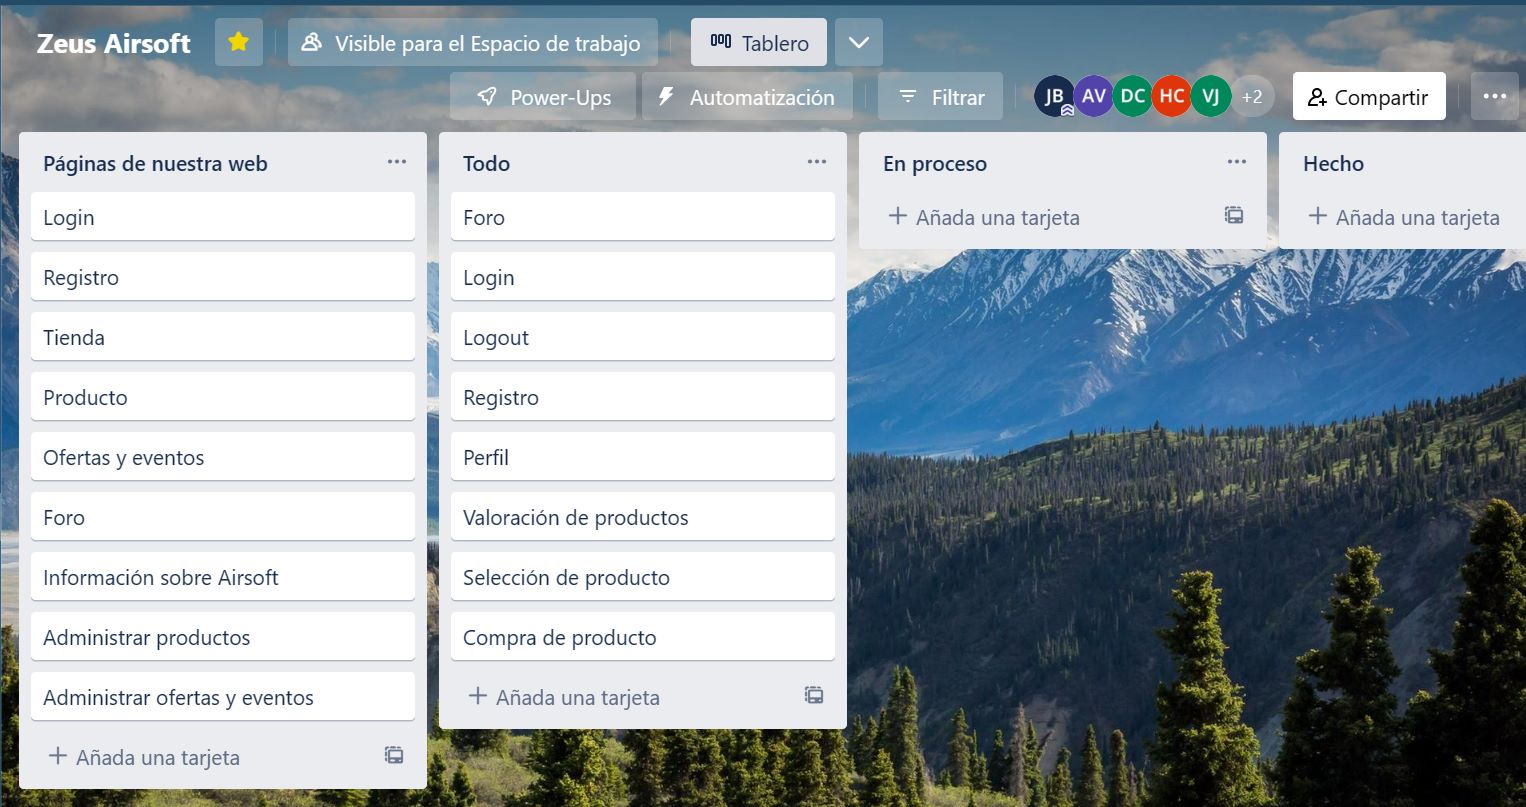 Zeus Airsoft
Visible para el Espacio de trabajo
Tablero
Power-Ups
Automatización
Filtrar
JB
AV
DC
HC
VJ
+2
Compartir
Páginas de nuestra web
Login
Registro
Tienda
Producto
Ofertas y eventos
Foro
Información sobre Airsoft
Administrar productos
Administrar ofertas y eventos
+ Añada una tarjeta
Todo
Foro
Login
Logout
Registro
Perfil
Valoración de productos
Selección de producto
Compra de producto
+ Añada una tarjeta
En proceso
+ Añada una tarjeta
Hecho
+ Añada una tarjeta